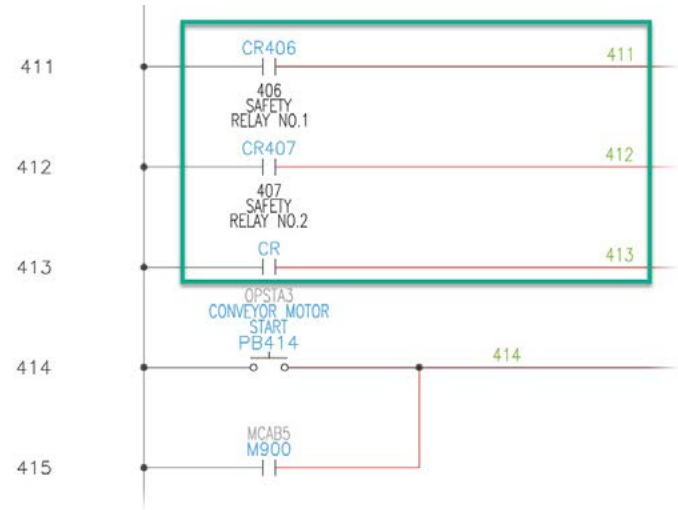 CR406
411
411
406
SAFETY
RELAY NO.1
CR407
412
412
407
SAFETY
RELAY NO.2
CR
413
413
OPSTA3
CONVEYOR MOTOR
START
PB414
414
414
MCAB5
M900
415